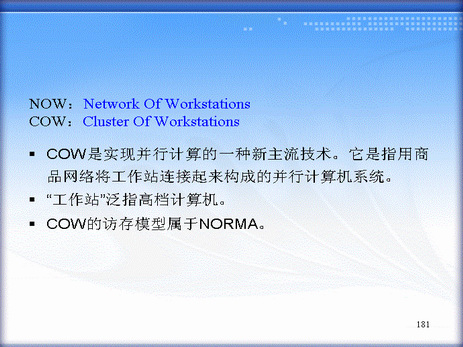 NOW：Network Of Workstations
COW：Cluster Of Workstations
▪ COW是实现并行计算的一种新主流技术。它是指用商
品网络将工作站连接起来构成的并行计算机系统。
▪ “工作站”泛指高档计算机。
▪ COW的访存模型属于NORMA。
181